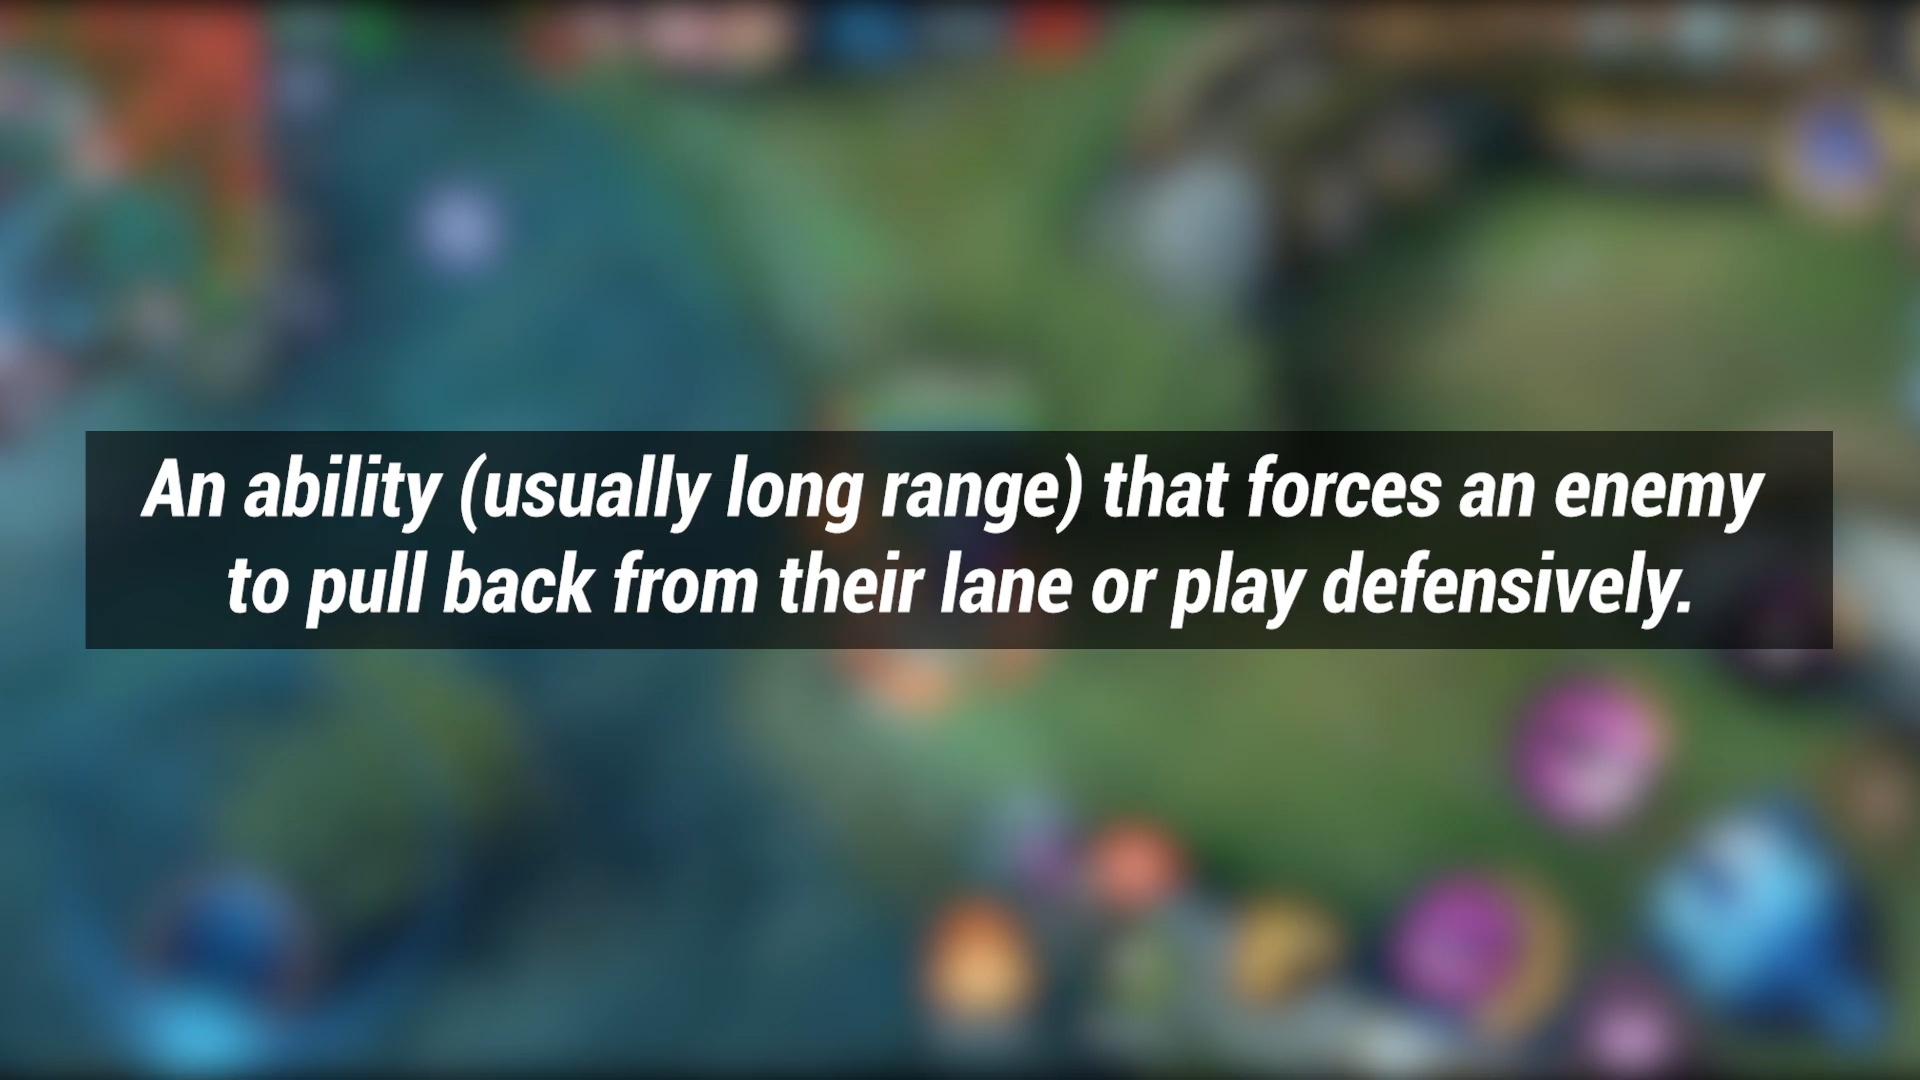 An ability (usually long range) that forces an enemy
to pull back from their lane or play defensively.